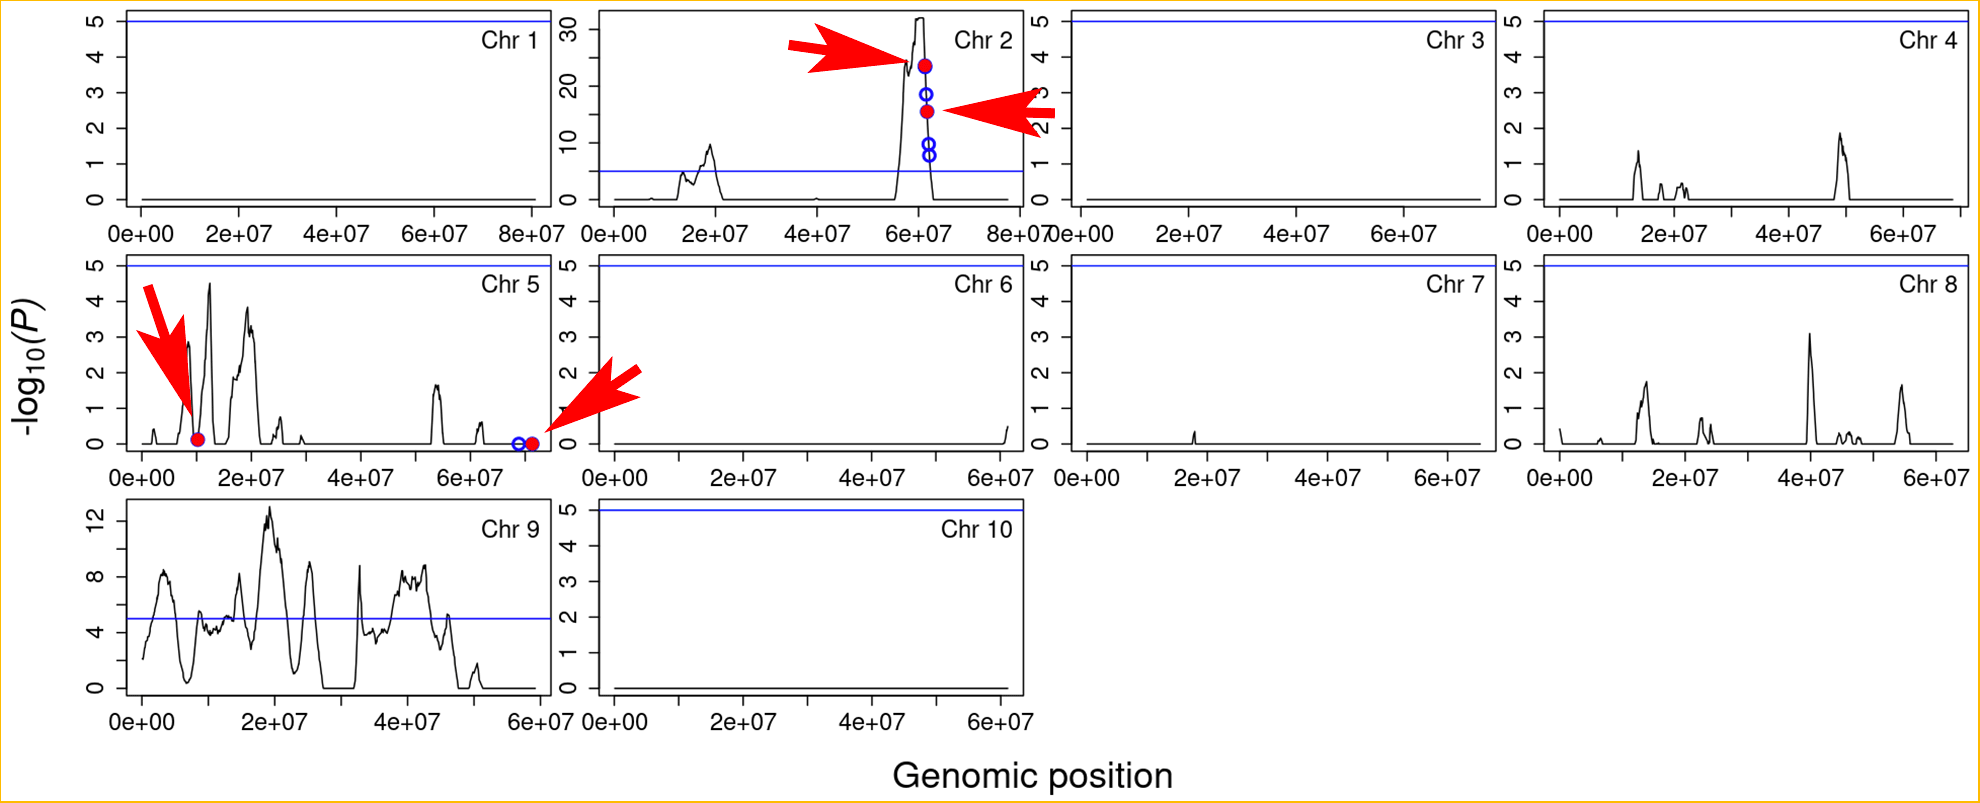 5 4 3 2 1 0 Chr 1 0e+00 2e+07 4e+07 6e+07 8e+07
30 20 10 0 Chr 2 0e+00 2e+07 4e+07 6e+07 8e+07
5 4 3 2 1 0 Chr 3 0e+00 2e+07 4e+07 6e+07
5 4 3 2 1 0 Chr 4 0e+00 2e+07 4e+07 6e+07
5 4 3 2 1 0 Chr 5 0e+00 2e+07 4e+07 6e+07
5 4 3 2 1 0 Chr 6 0e+00 2e+07 4e+07 6e+07
5 4 3 2 1 0 Chr 7 0e+00 2e+07 4e+07 6e+07
5 4 3 2 1 0 Chr 8 0e+00 2e+07 4e+07 6e+07
12 8 4 0 Chr 9 0e+00 2e+07 4e+07 6e+07
5 4 3 2 1 0 Chr 10 0e+00 2e+07 4e+07 6e+07
-log₁₀(P)
Genomic position